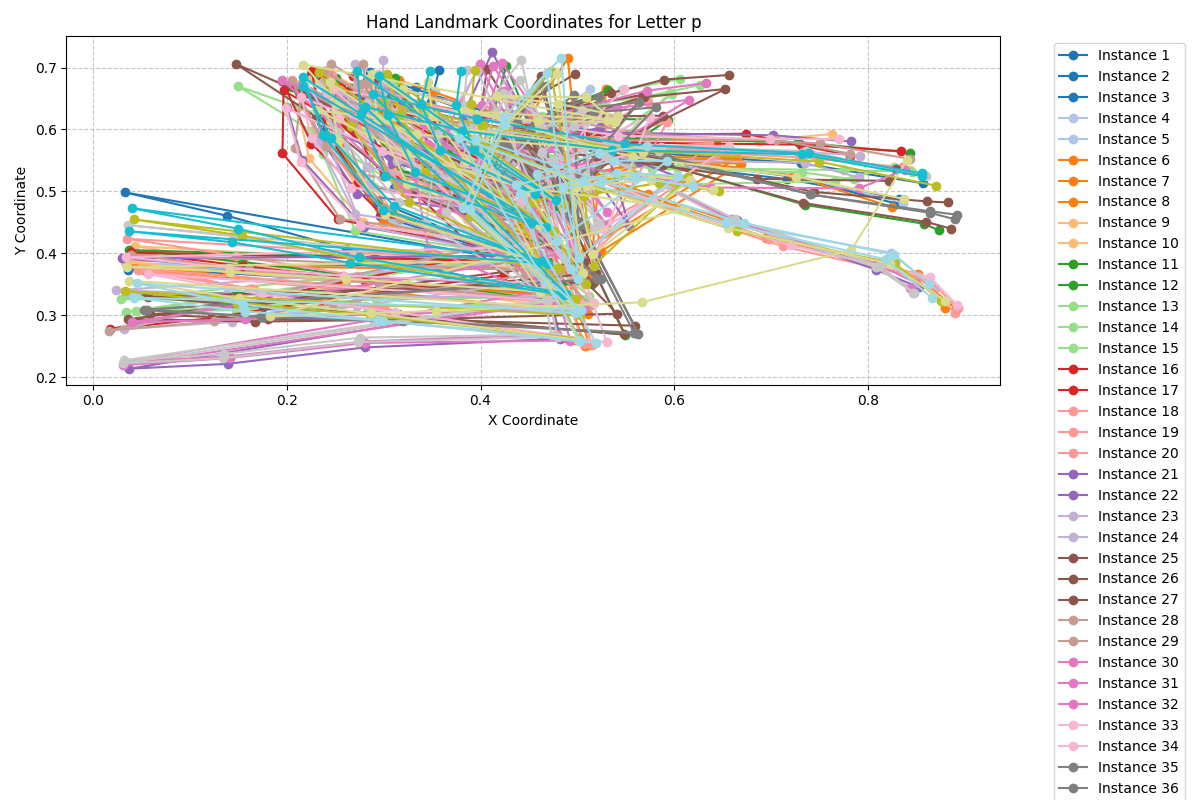 Hand Landmark Coordinates for Letter p
Y Coordinate
0.7
0.6
0.5
0.4
0.3
0.2
0.0 0.2 0.4 0.6 0.8
X Coordinate
Instance 1
Instance 2
Instance 3
Instance 4
Instance 5
Instance 6
Instance 7
Instance 8
Instance 9
Instance 10
Instance 11
Instance 12
Instance 13
Instance 14
Instance 15
Instance 16
Instance 17
Instance 18
Instance 19
Instance 20
Instance 21
Instance 22
Instance 23
Instance 24
Instance 25
Instance 26
Instance 27
Instance 28
Instance 29
Instance 30
Instance 31
Instance 32
Instance 33
Instance 34
Instance 35
Instance 36